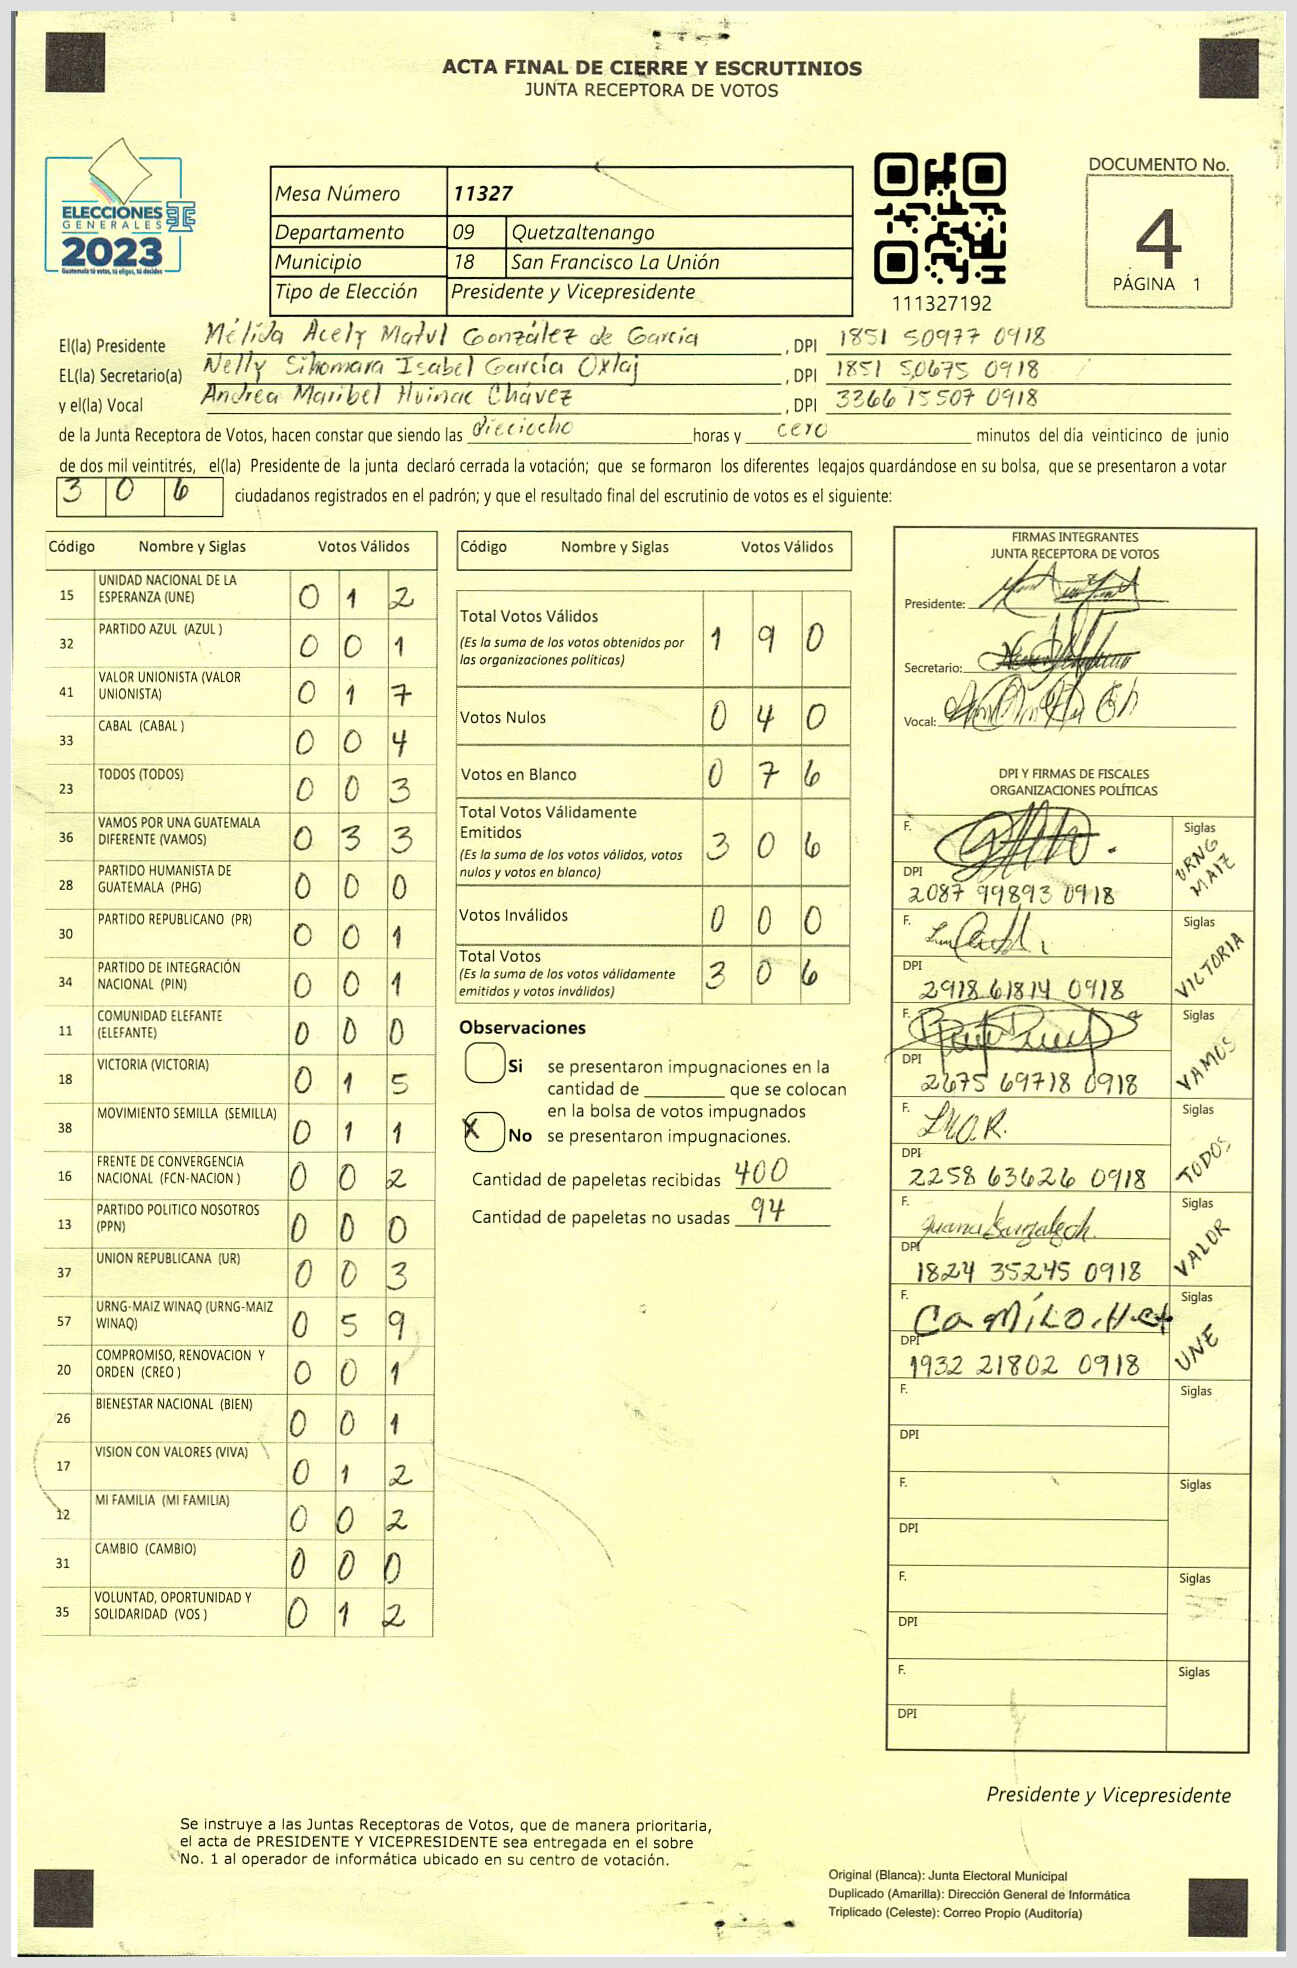 ACTA FINAL DE CIERRE Y ESCRUTINIOS
JUNTA RECEPTORA DE VOTOS
ELECCIONES
GENERALES
2023
Guatemala tú votas, tú eliges, tú decides
Mesa Número 11327
Departamento 09 Quetzaltenango
Municipio 18 San Francisco La Unión
Tipo de Elección Presidente y Vicepresidente
111327192
DOCUMENTO No.
4
PÁGINA 1
El(la) Presidente Mélida Acely Matul González de García, DPI 1851 50977 0918
EL(la) Secretario(a) Nelly Sihomara Isabel García Oxlaj, DPI 1851 50675 0918
y el(la) Vocal Andrea Maribel Huinac Chávez, DPI 3366 15507 0918
de la Junta Receptora de Votos, hacen constar que siendo las dieciocho horas y cero minutos del día veinticinco de junio
de dos mil veintitrés, el(la) Presidente de la junta declaró cerrada la votación; que se formaron los diferentes legajos guardándose en su bolsa, que se presentaron a votar
306 ciudadanos registrados en el padrón; y que el resultado final del escrutinio de votos es el siguiente:
Código Nombre y Siglas Votos Válidos
15 UNIDAD NACIONAL DE LA ESPERANZA (UNE) 0 1 2
32 PARTIDO AZUL (AZUL ) 0 0 1
41 VALOR UNIONISTA (VALOR UNIONISTA) 0 1 7
33 CABAL (CABAL ) 0 0 4
23 TODOS (TODOS) 0 0 3
36 VAMOS POR UNA GUATEMALA DIFERENTE (VAMOS) 0 3 3
28 PARTIDO HUMANISTA DE GUATEMALA (PHG) 0 0 0
30 PARTIDO REPUBLICANO (PR) 0 0 1
34 PARTIDO DE INTEGRACIÓN NACIONAL (PIN) 0 0 1
11 COMUNIDAD ELEFANTE (ELEFANTE) 0 0 0
18 VICTORIA (VICTORIA) 0 1 5
38 MOVIMIENTO SEMILLA (SEMILLA) 0 1 1
16 FRENTE DE CONVERGENCIA NACIONAL (FCN-NACION ) 0 0 2
13 PARTIDO POLITICO NOSOTROS (PPN) 0 0 0
37 UNION REPUBLICANA (UR) 0 0 3
57 URNG-MAIZ WINAQ (URNG-MAIZ WINAQ) 0 5 9
20 COMPROMISO, RENOVACION Y ORDEN (CREO ) 0 0 1
26 BIENESTAR NACIONAL (BIEN) 0 0 1
17 VISION CON VALORES (VIVA) 0 1 2
12 MI FAMILIA (MI FAMILIA) 0 0 2
31 CAMBIO (CAMBIO) 0 0 0
35 VOLUNTAD, OPORTUNIDAD Y SOLIDARIDAD (VOS ) 0 1 2
Código Nombre y Siglas Votos Válidos
Total Votos Válidos 1 9 0
(Es la suma de los votos obtenidos por
las organizaciones políticas)
Votos Nulos 0 4 0
Votos en Blanco 0 7 6
Total Votos Válidamente
Emitidos 3 0 6
(Es la suma de los votos válidos, votos
nulos y votos en blanco)
Votos Inválidos 0 0 0
Total Votos 3 0 6
(Es la suma de los votos válidamente
emitidos y votos inválidos)
Observaciones
Si se presentaron impugnaciones en la
cantidad de ________ que se colocan
en la bolsa de votos impugnados
X No se presentaron impugnaciones.
Cantidad de papeletas recibidas 400
Cantidad de papeletas no usadas 94
FIRMAS INTEGRANTES
JUNTA RECEPTORA DE VOTOS
Presidente:
Secretario:
Vocal:
DPI Y FIRMAS DE FISCALES
ORGANIZACIONES POLÍTICAS
F. Siglas URNG MAIZ
DPI 2087 99893 0918
F. Siglas VICTORIA
DPI 2918 61814 0918
F. Siglas VAMOS
DPI 2675 69718 0918
F. L.M.O.R. Siglas TODOS
DPI 2258 63626 0918
F. Siglas VALOR
DPI 1824 35245 0918
F. Camilo. Siglas UNE
DPI 1932 21802 0918
F. Siglas
DPI
F. Siglas
DPI
F. Siglas
DPI
F. Siglas
DPI
Presidente y Vicepresidente
Se instruye a las Juntas Receptoras de Votos, que de manera prioritaria,
el acta de PRESIDENTE Y VICEPRESIDENTE sea entregada en el sobre
No. 1 al operador de informática ubicado en su centro de votación.
Original (Blanca): Junta Electoral Municipal
Duplicado (Amarilla): Dirección General de Informática
Triplicado (Celeste): Correo Propio (Auditoría)